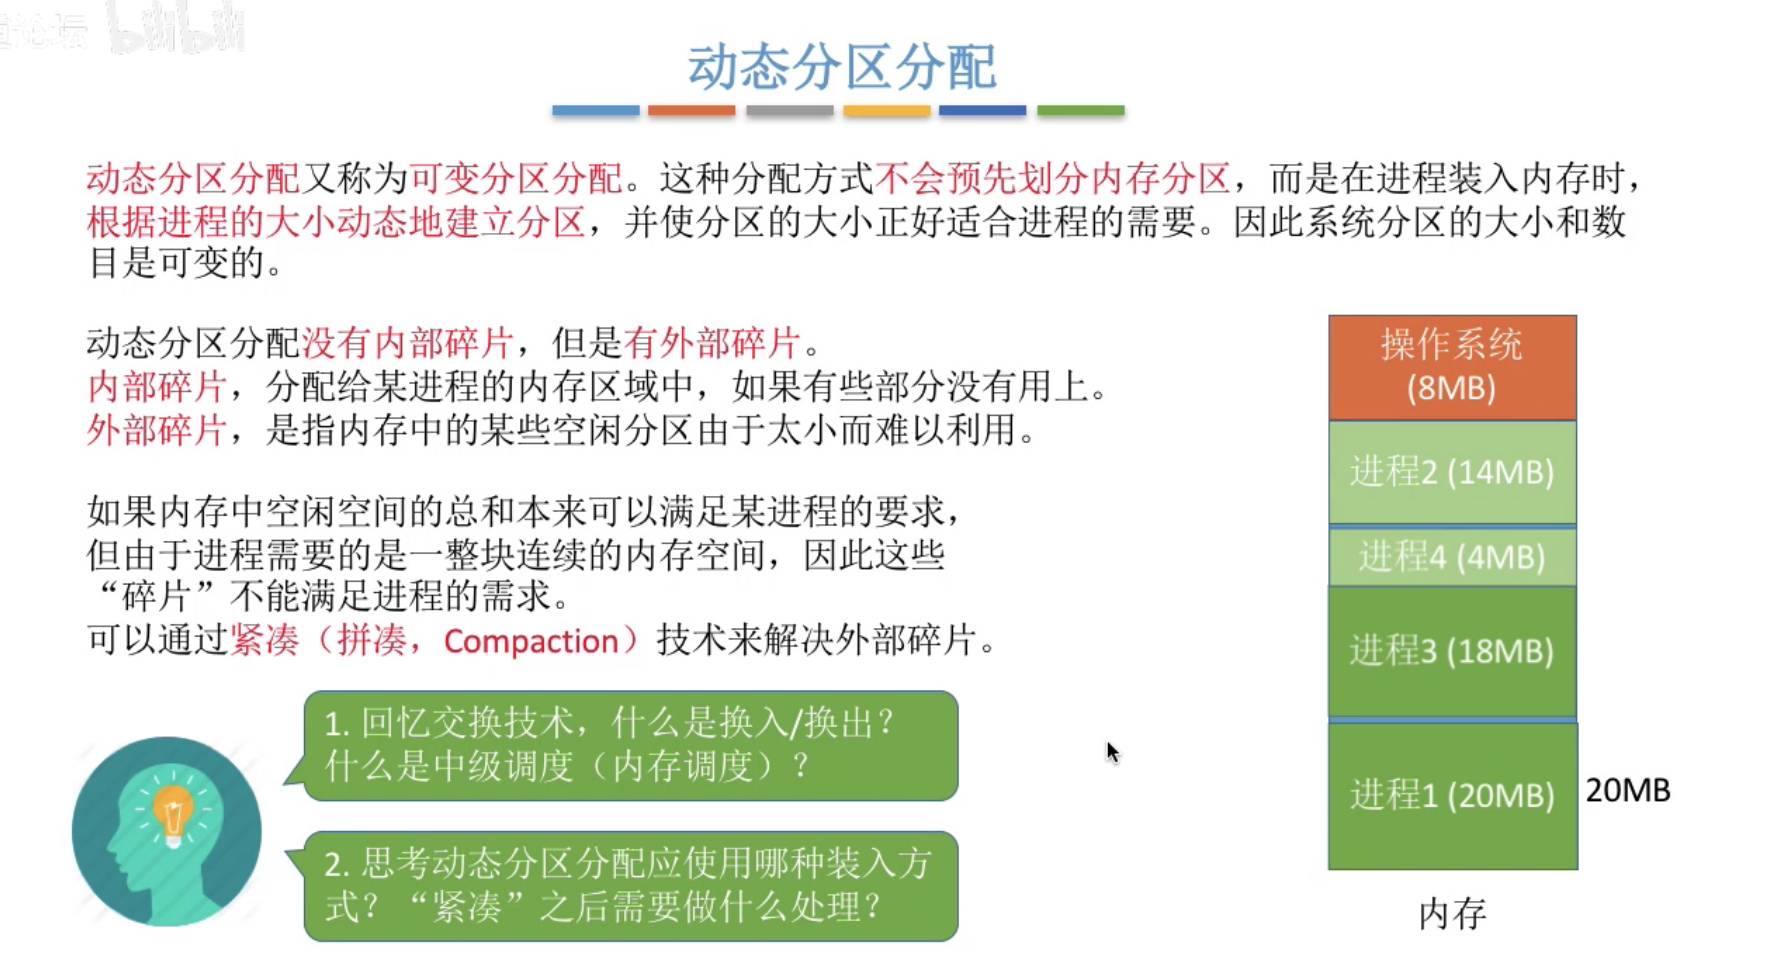 道论坛 bilibili
动态分区分配
动态分区分配又称为可变分区分配。这种分配方式不会预先划分内存分区，而是在进程装入内存时，
根据进程的大小动态地建立分区，并使分区的大小正好适合进程的需要。因此系统分区的大小和数
目是可变的。
动态分区分配没有内部碎片，但是有外部碎片。
内部碎片，分配给某进程的内存区域中，如果有些部分没有用上。
外部碎片，是指内存中的某些空闲分区由于太小而难以利用。
如果内存中空闲空间的总和本来可以满足某进程的要求，
但由于进程需要的是一整块连续的内存空间，因此这些
“碎片”不能满足进程的需求。
可以通过紧凑（拼凑，Compaction）技术来解决外部碎片。
1. 回忆交换技术，什么是换入/换出？
什么是中级调度（内存调度）？
2. 思考动态分区分配应使用哪种装入方
式？“紧凑”之后需要做什么处理？
操作系统
(8MB)
进程2 (14MB)
进程4 (4MB)
进程3 (18MB)
进程1 (20MB)
20MB
内存